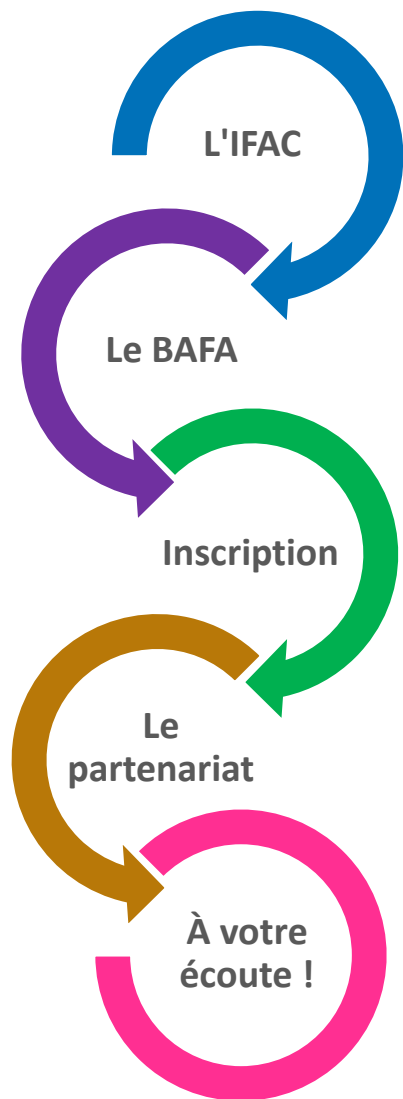 L'IFAC
Le BAFA
Inscription
Le
partenariat
À votre
écoute !